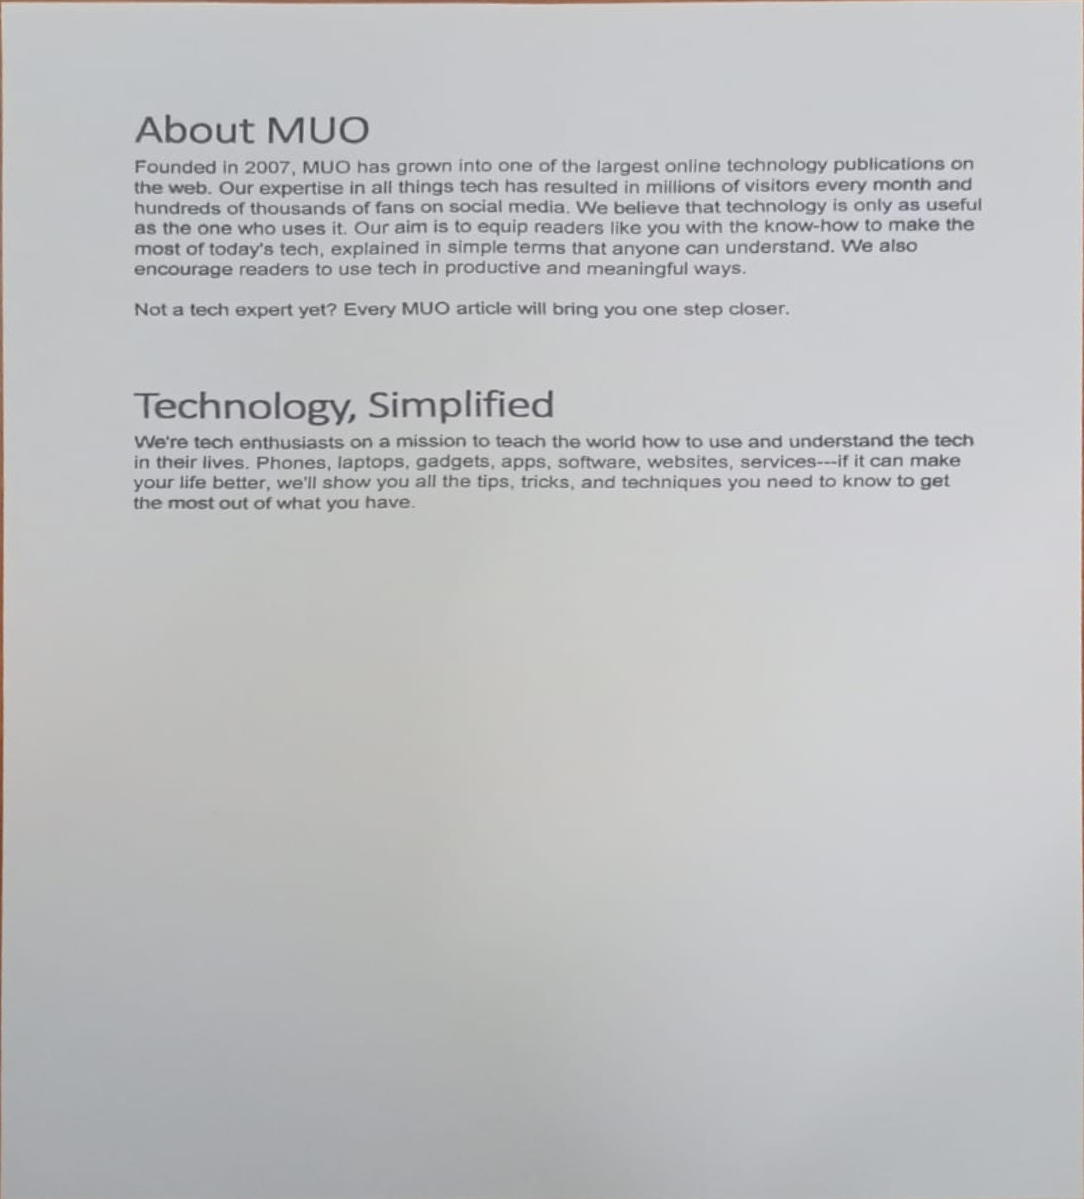 About MUO
Founded in 2007, MUO has grown into one of the largest online technology publications on
the web. Our expertise in all things tech has resulted in millions of visitors every month and
hundreds of thousands of fans on social media. We believe that technology is only as useful
as the one who uses it. Our aim is to equip readers like you with the know-how to make the
most of today's tech, explained in simple terms that anyone can understand. We also
encourage readers to use tech in productive and meaningful ways.
Not a tech expert yet? Every MUO article will bring you one step closer.
Technology, Simplified
We're tech enthusiasts on a mission to teach the world how to use and understand the tech
in their lives. Phones, laptops, gadgets, apps, software, websites, services---if it can make
your life better, we'll show you all the tips, tricks, and techniques you need to know to get
the most out of what you have.